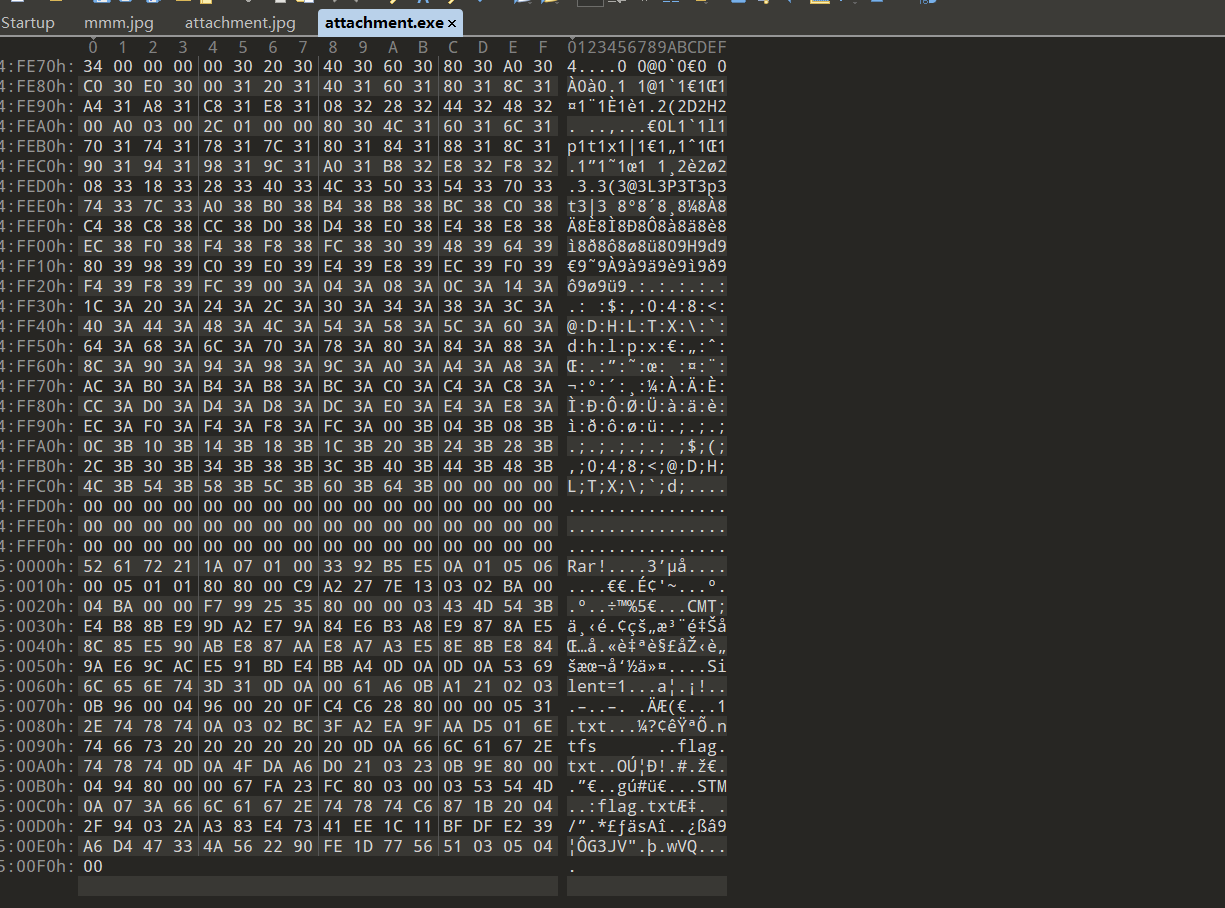 Startup mmm.jpg attachment.jpg attachment.exe ×
0 1 2 3 4 5 6 7 8 9 A B C D E F 0123456789ABCDEF
4:FE70h: 34 00 00 00 00 30 20 30 40 30 60 30 80 30 A0 30 4....0 0@0`0€0 0
4:FE80h: C0 30 E0 30 00 31 20 31 40 31 60 31 80 31 8C 31 À0à0.1 1@1`1€1Œ1
4:FE90h: A4 31 A8 31 C8 31 E8 31 08 32 28 32 44 32 48 32 ¤1¨1È1è1.2(2D2H2
4:FEA0h: 00 A0 03 00 2C 01 00 00 80 30 4C 31 60 31 6C 31 . ..,...€0L1`1l1
4:FEB0h: 70 31 74 31 78 31 7C 31 80 31 84 31 88 31 8C 31 p1t1x1|1€1„1ˆ1Œ1
4:FEC0h: 90 31 94 31 98 31 9C 31 A0 31 B8 32 E8 32 F8 32 .1”1˜1œ1 1¸2è2ø2
4:FED0h: 08 33 18 33 28 33 40 33 4C 33 50 33 54 33 70 33 .3.3(3@3L3P3T3p3
4:FEE0h: 74 33 7C 33 A0 38 B0 38 B4 38 B8 38 BC 38 C0 38 t3|3 8°8´8¸8¼8À8
4:FEF0h: C4 38 C8 38 CC 38 D0 38 D4 38 E0 38 E4 38 E8 38 Ä8È8Ì8Ð8Ô8à8ä8è8
4:FF00h: EC 38 F0 38 F4 38 F8 38 FC 38 30 39 48 39 64 39 ì8ð8ô8ø8ü809H9d9
4:FF10h: 80 39 98 39 C0 39 E0 39 E4 39 E8 39 EC 39 F0 39 €9˜9À9à9ä9è9ì9ð9
4:FF20h: F4 39 F8 39 FC 39 00 3A 04 3A 08 3A 0C 3A 14 3A ô9ø9ü9.:.:.:.:.:
4:FF30h: 1C 3A 20 3A 24 3A 2C 3A 30 3A 34 3A 38 3A 3C 3A .: :$:,:0:4:8:<:
4:FF40h: 40 3A 44 3A 48 3A 4C 3A 54 3A 58 3A 5C 3A 60 3A @:D:H:L:T:X:\:`:
4:FF50h: 64 3A 68 3A 6C 3A 70 3A 78 3A 80 3A 84 3A 88 3A d:h:l:p:x:€:„:ˆ:
4:FF60h: 8C 3A 90 3A 94 3A 98 3A 9C 3A A0 3A A4 3A A8 3A Œ:.:”:˜:œ: :¤:¨:
4:FF70h: AC 3A B0 3A B4 3A B8 3A BC 3A C0 3A C4 3A C8 3A ¬:°:´:¸:¼:À:Ä:È:
4:FF80h: CC 3A D0 3A D4 3A D8 3A DC 3A E0 3A E4 3A E8 3A Ì:Ð:Ô:Ø:Ü:à:ä:è:
4:FF90h: EC 3A F0 3A F4 3A F8 3A FC 3A 00 3B 04 3B 08 3B ì:ð:ô:ø:ü:.;.;.;
4:FFA0h: 0C 3B 10 3B 14 3B 18 3B 1C 3B 20 3B 24 3B 28 3B .;.;.;.;.; ;$;(;
4:FFB0h: 2C 3B 30 3B 34 3B 38 3B 3C 3B 40 3B 44 3B 48 3B ,;0;4;8;<;@;D;H;
4:FFC0h: 4C 3B 54 3B 58 3B 5C 3B 60 3B 64 3B 00 00 00 00 L;T;X;\;`;d;....
4:FFD0h: 00 00 00 00 00 00 00 00 00 00 00 00 00 00 00 00 ................
4:FFE0h: 00 00 00 00 00 00 00 00 00 00 00 00 00 00 00 00 ................
4:FFF0h: 00 00 00 00 00 00 00 00 00 00 00 00 00 00 00 00 ................
5:0000h: 52 61 72 21 1A 07 01 00 33 92 B5 E5 0A 01 05 06 Rar!....3’µå....
5:0010h: 00 05 01 01 80 80 00 C9 A2 27 7E 13 03 02 BA 00 ....€€.É¢'~...º.
5:0020h: 04 BA 00 00 F7 99 25 35 80 00 00 03 43 4D 54 3B .º..÷™%5€...CMT;
5:0030h: E4 B8 8B E9 9D A2 E7 9A 84 E6 B3 A8 E9 87 8A E5 ä¸‹é.¢çš„æ³¨é‡Šå
5:0040h: 8C 85 E5 90 AB E8 87 AA E8 A7 A3 E5 8E 8B E8 84 Œ…å.«è‡ªè§£åŽ‹è„
5:0050h: 9A E6 9C AC E5 91 BD E4 BB A4 0D 0A 0D 0A 53 69 šæœ¬å‘½ä»¤....Si
5:0060h: 6C 65 6E 74 3D 31 0D 0A 00 61 A6 0B A1 21 02 03 lent=1...a¦.¡!..
5:0070h: 0B 96 00 04 96 00 20 0F C4 C6 28 80 00 00 05 31 .–..–. .ÄÆ(€...1
5:0080h: 2E 74 78 74 0A 03 02 BC 3F A2 EA 9F AA D5 01 6E .txt...¼?¢êŸªÕ.n
5:0090h: 74 66 73 20 20 20 20 20 20 0D 0A 66 6C 61 67 2E tfs      ..flag.
5:00A0h: 74 78 74 0D 0A 4F DA A6 D0 21 03 23 0B 9E 80 00 txt..OÚ¦Ð!.#.ž€.
5:00B0h: 04 94 80 00 00 67 FA 23 FC 80 03 00 03 53 54 4D .”€..gú#ü€...STM
5:00C0h: 0A 07 3A 66 6C 61 67 2E 74 78 74 C6 87 1B 20 04 ..:flag.txtÆ‡. .
5:00D0h: 2F 94 03 2A A3 83 E4 73 41 EE 1C 11 BF DF E2 39 /”.*£ƒäsAî..¿ßâ9
5:00E0h: A6 D4 47 33 4A 56 22 90 FE 1D 77 56 51 03 05 04 ¦ÔG3JV".þ.wVQ...
5:00F0h: 00 .